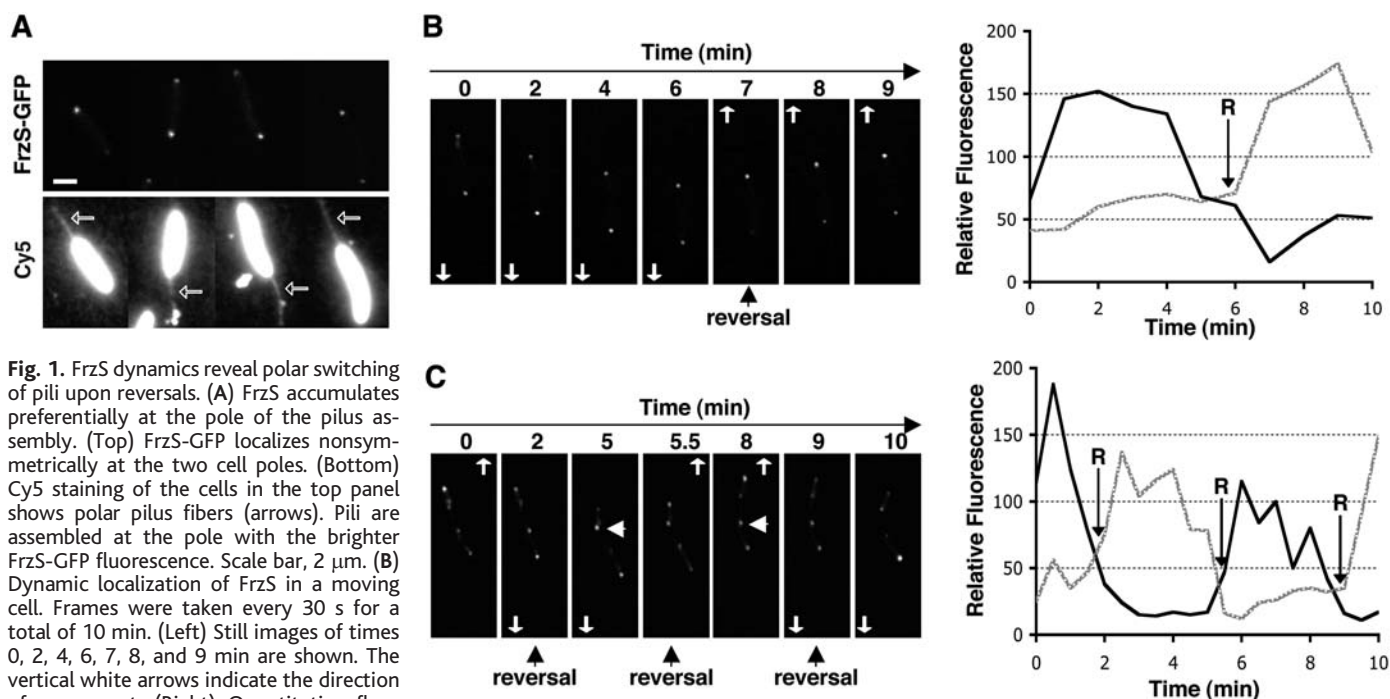 A
FrzS-GFP
Cy5
B
Time (min)
0 2 4 6 7 8 9
reversal
200
150
100
50
0
Relative Fluorescence
R
0 2 4 6 8 10
Time (min)
Fig. 1. FrzS dynamics reveal polar switching
of pili upon reversals. (A) FrzS accumulates
preferentially at the pole of the pilus as-
sembly. (Top) FrzS-GFP localizes nonsym-
metrically at the two cell poles. (Bottom)
Cy5 staining of the cells in the top panel
shows polar pilus fibers (arrows). Pili are
assembled at the pole with the brighter
FrzS-GFP fluorescence. Scale bar, 2 μm. (B)
Dynamic localization of FrzS in a moving
cell. Frames were taken every 30 s for a
total of 10 min. (Left) Still images of times
0, 2, 4, 6, 7, 8, and 9 min are shown. The
vertical white arrows indicate the direction
C
Time (min)
0 2 5 5.5 8 9 10
reversal reversal reversal
200
150
100
50
0
Relative Fluorescence
R R R
0 2 4 6 8 10
Time (min)